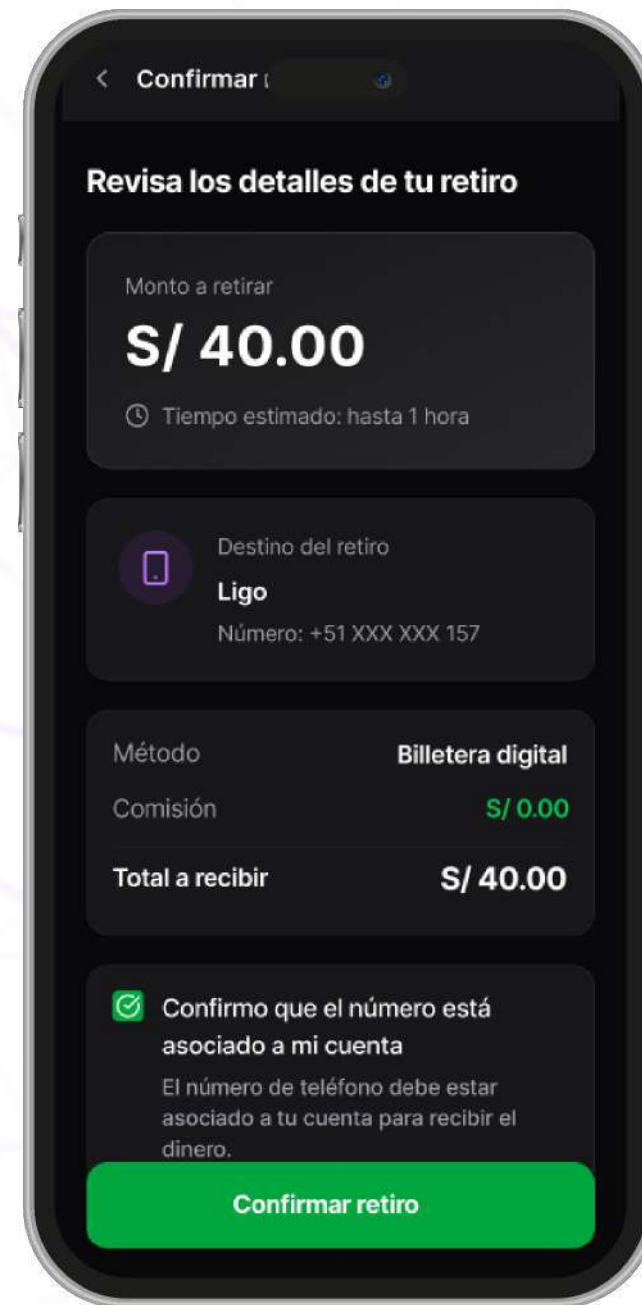 Confirmar
Revisa los detalles de tu retiro
Monto a retirar
S/ 40.00
Tiempo estimado: hasta 1 hora
Destino del retiro
Ligo
Número: +51 XXX XXX 157
Método Billetera digital
Comisión S/ 0.00
Total a recibir S/ 40.00
Confirmo que el número está
asociado a mi cuenta
El número de teléfono debe estar
asociado a tu cuenta para recibir el
dinero.
Confirmar retiro